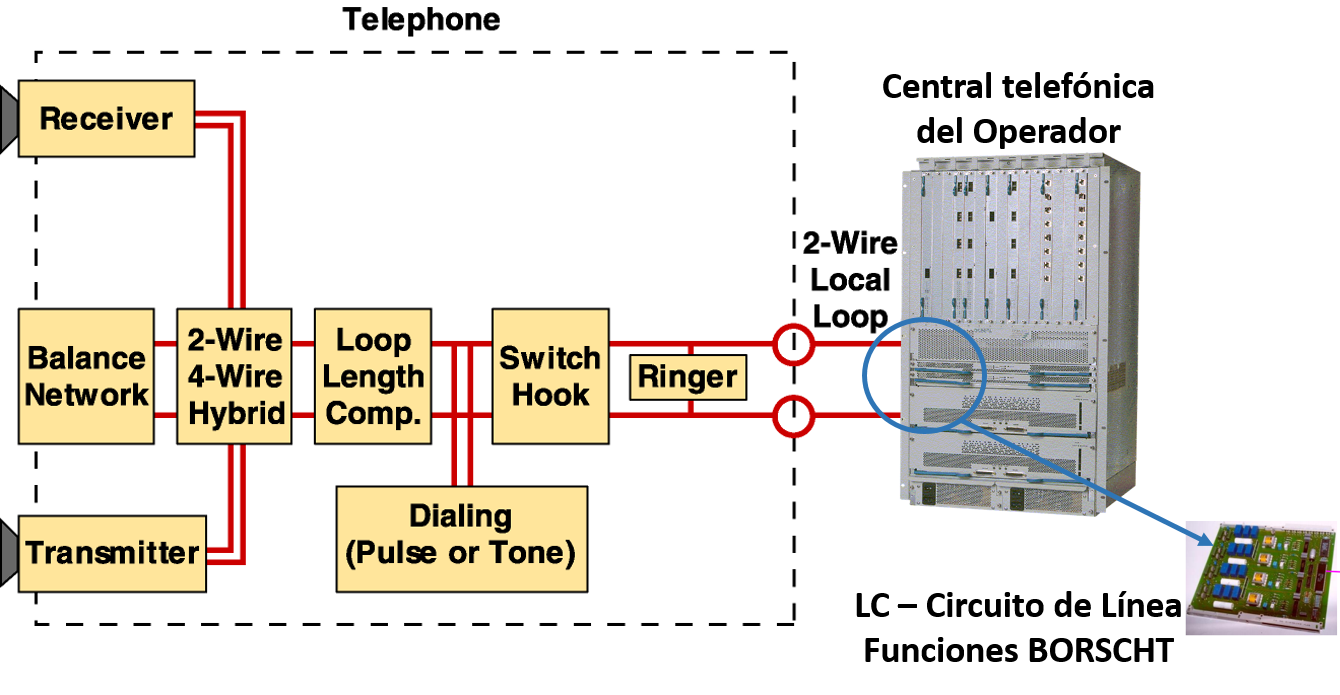 Telephone
Receiver
Central telefónica
del Operador
2-Wire
Local
Loop
Balance
Network
2-Wire
4-Wire
Hybrid
Loop
Length
Comp.
Switch
Hook
Ringer
Dialing
(Pulse or Tone)
Transmitter
LC – Circuito de Línea
Funciones BORSCHT